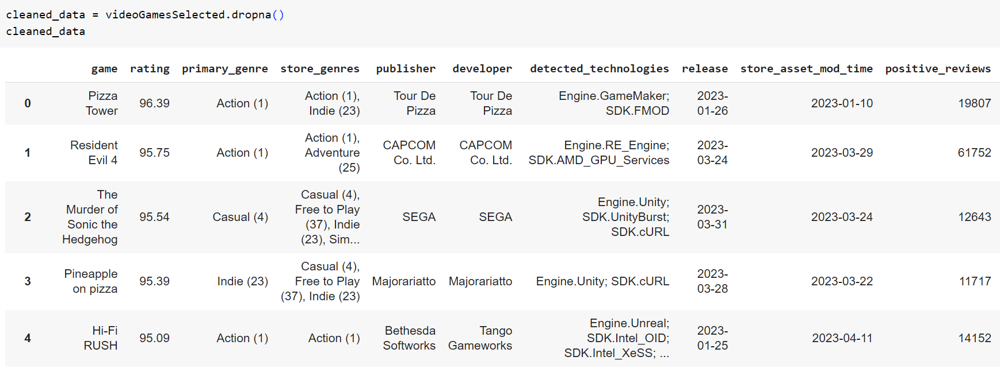 cleaned_data = videoGamesSelected.dropna()
cleaned_data
game rating primary_genre store_genres publisher developer detected_technologies release store_asset_mod_time positive_reviews
0 Pizza Tower 96.39 Action (1) Action (1), Indie (23) Tour De Pizza Tour De Pizza Engine.GameMaker; SDK.FMOD 2023-01-26 2023-01-10 19807
1 Resident Evil 4 95.75 Action (1) Action (1), Adventure (25) CAPCOM Co. Ltd. CAPCOM Co. Ltd. Engine.RE_Engine; SDK.AMD_GPU_Services 2023-03-24 2023-03-29 61752
2 The Murder of Sonic the Hedgehog 95.54 Casual (4) Casual (4), Free to Play (37), Indie (23), Sim... SEGA SEGA Engine.Unity; SDK.UnityBurst; SDK.cURL 2023-03-31 2023-03-24 12643
3 Pineapple on pizza 95.39 Indie (23) Casual (4), Free to Play (37), Indie (23) Majorariatto Majorariatto Engine.Unity; SDK.cURL 2023-03-28 2023-03-22 11717
4 Hi-Fi RUSH 95.09 Action (1) Action (1) Bethesda Softworks Tango Gameworks Engine.Unreal; SDK.Intel_OID; SDK.Intel_XeSS; ... 2023-01-25 2023-04-11 14152